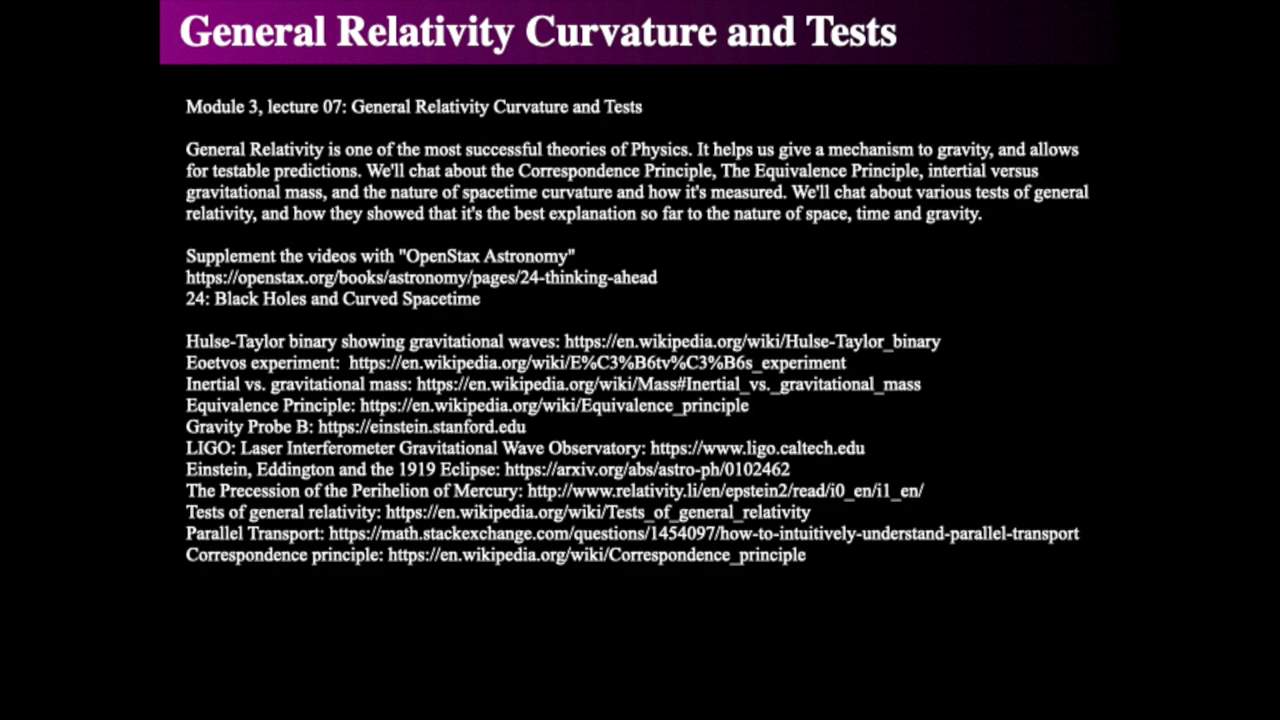 General Relativity Curvature and Tests
Module 3, lecture 07: General Relativity Curvature and Tests
General Relativity is one of the most successful theories of Physics. It helps us give a mechanism to gravity, and allows
for testable predictions. We'll chat about the Correspondence Principle, The Equivalence Principle, intertial versus
gravitational mass, and the nature of spacetime curvature and how it's measured. We'll chat about various tests of general
relativity, and how they showed that it's the best explanation so far to the nature of space, time and gravity.
Supplement the videos with "OpenStax Astronomy"
https://openstax.org/books/astronomy/pages/24-thinking-ahead
24: Black Holes and Curved Spacetime
Hulse-Taylor binary showing gravitational waves: https://en.wikipedia.org/wiki/Hulse-Taylor_binary
Eoetvos experiment:  https://en.wikipedia.org/wiki/E%C3%B6tv%C3%B6s_experiment
Inertial vs. gravitational mass: https://en.wikipedia.org/wiki/Mass#Inertial_vs._gravitational_mass
Equivalence Principle: https://en.wikipedia.org/wiki/Equivalence_principle
Gravity Probe B: https://einstein.stanford.edu
LIGO: Laser Interferometer Gravitational Wave Observatory: https://www.ligo.caltech.edu
Einstein, Eddington and the 1919 Eclipse: https://arxiv.org/abs/astro-ph/0102462
The Precession of the Perihelion of Mercury: http://www.relativity.li/en/epstein2/read/i0_en/i1_en/
Tests of general relativity: https://en.wikipedia.org/wiki/Tests_of_general_relativity
Parallel Transport: https://math.stackexchange.com/questions/1454097/how-to-intuitively-understand-parallel-transport
Correspondence principle: https://en.wikipedia.org/wiki/Correspondence_principle